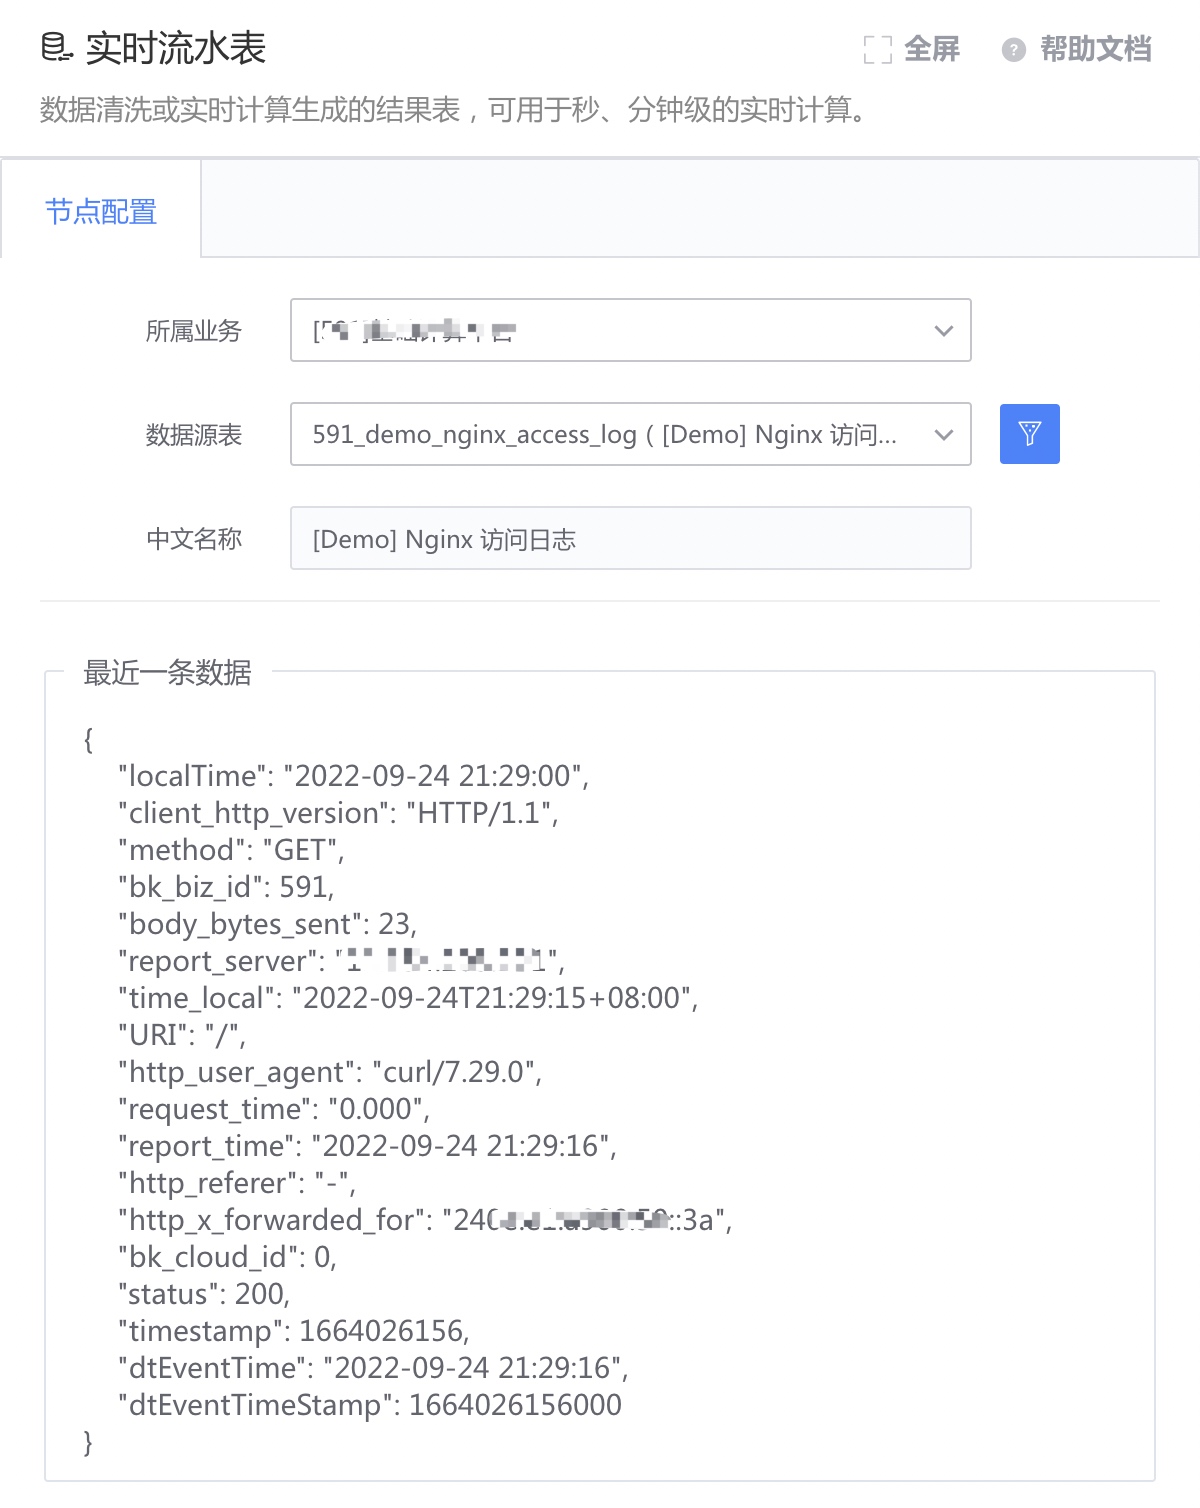 实时流水表
全屏
帮助文档
数据清洗或实时计算生成的结果表，可用于秒、分钟级的实时计算。
节点配置
所属业务
数据源表
591_demo_nginx_access_log ( [Demo] Nginx 访问...
中文名称
[Demo] Nginx 访问日志
最近一条数据
{
"localTime": "2022-09-24 21:29:00",
"client_http_version": "HTTP/1.1",
"method": "GET",
"bk_biz_id": 591,
"body_bytes_sent": 23,
"report_server":
"time_local": "2022-09-24T21:29:15+08:00",
"URI": "/",
"http_user_agent": "curl/7.29.0",
"request_time": "0.000",
"report_time": "2022-09-24 21:29:16",
"http_referer": "-",
"http_x_forwarded_for":
"bk_cloud_id": 0,
"status": 200,
"timestamp": 1664026156,
"dtEventTime": "2022-09-24 21:29:16",
"dtEventTimeStamp": 1664026156000
}